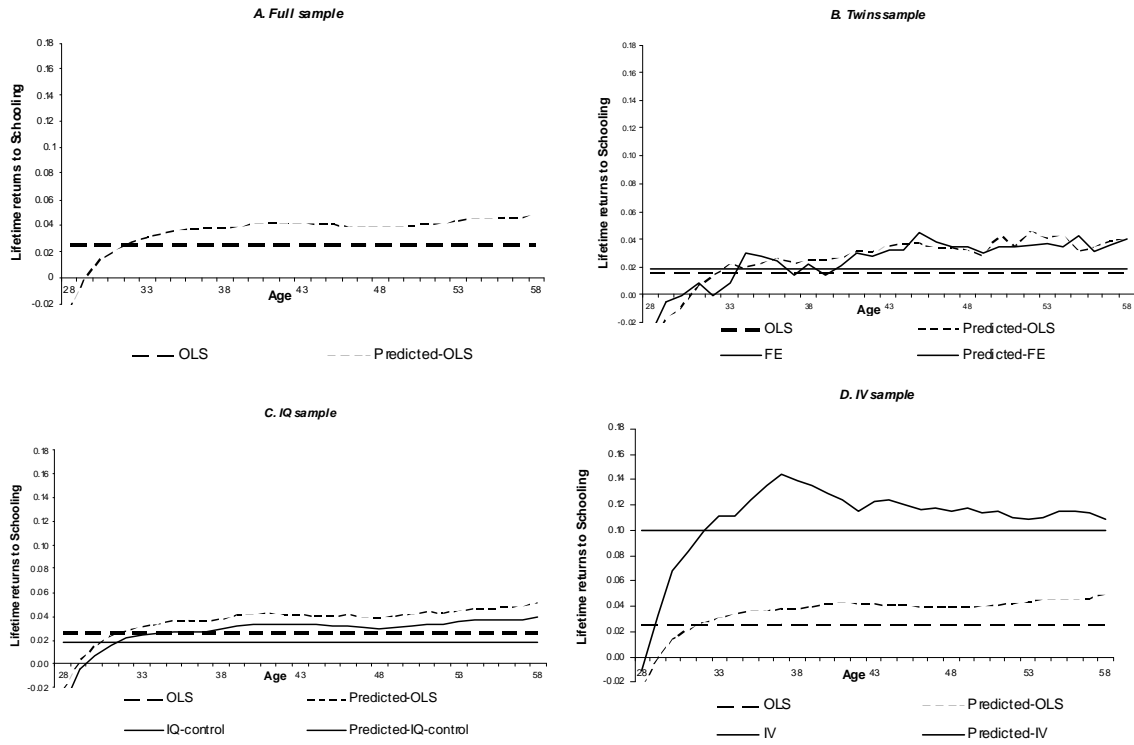 A. Full sample
Lifetime returns to Schooling
0.18
0.16
0.14
0.12
0.10
0.08
0.06
0.04
0.02
0
-0.02
28 33 38 43 48 53 58
Age
OLS Predicted-OLS
B. Twins sample
Lifetime returns to Schooling
0.18
0.16
0.14
0.12
0.10
0.08
0.06
0.04
0.02
0.00
-0.02
28 33 38 43 48 53 58
Age
OLS Predicted-OLS
FE Predicted-FE
C. IQ sample
Lifetime returns to Schooling
0.18
0.16
0.14
0.12
0.10
0.08
0.06
0.04
0.02
0.00
-0.02
28 33 38 43 48 53 58
Age
OLS Predicted-OLS
IQ-control Predicted-IQ-control
D. IV sample
Lifetime returns to Schooling
0.18
0.16
0.14
0.12
0.10
0.08
0.06
0.04
0.02
0.00
-0.02
28 33 38 43 48 53 58
Age
OLS Predicted-OLS
IV Predicted-IV